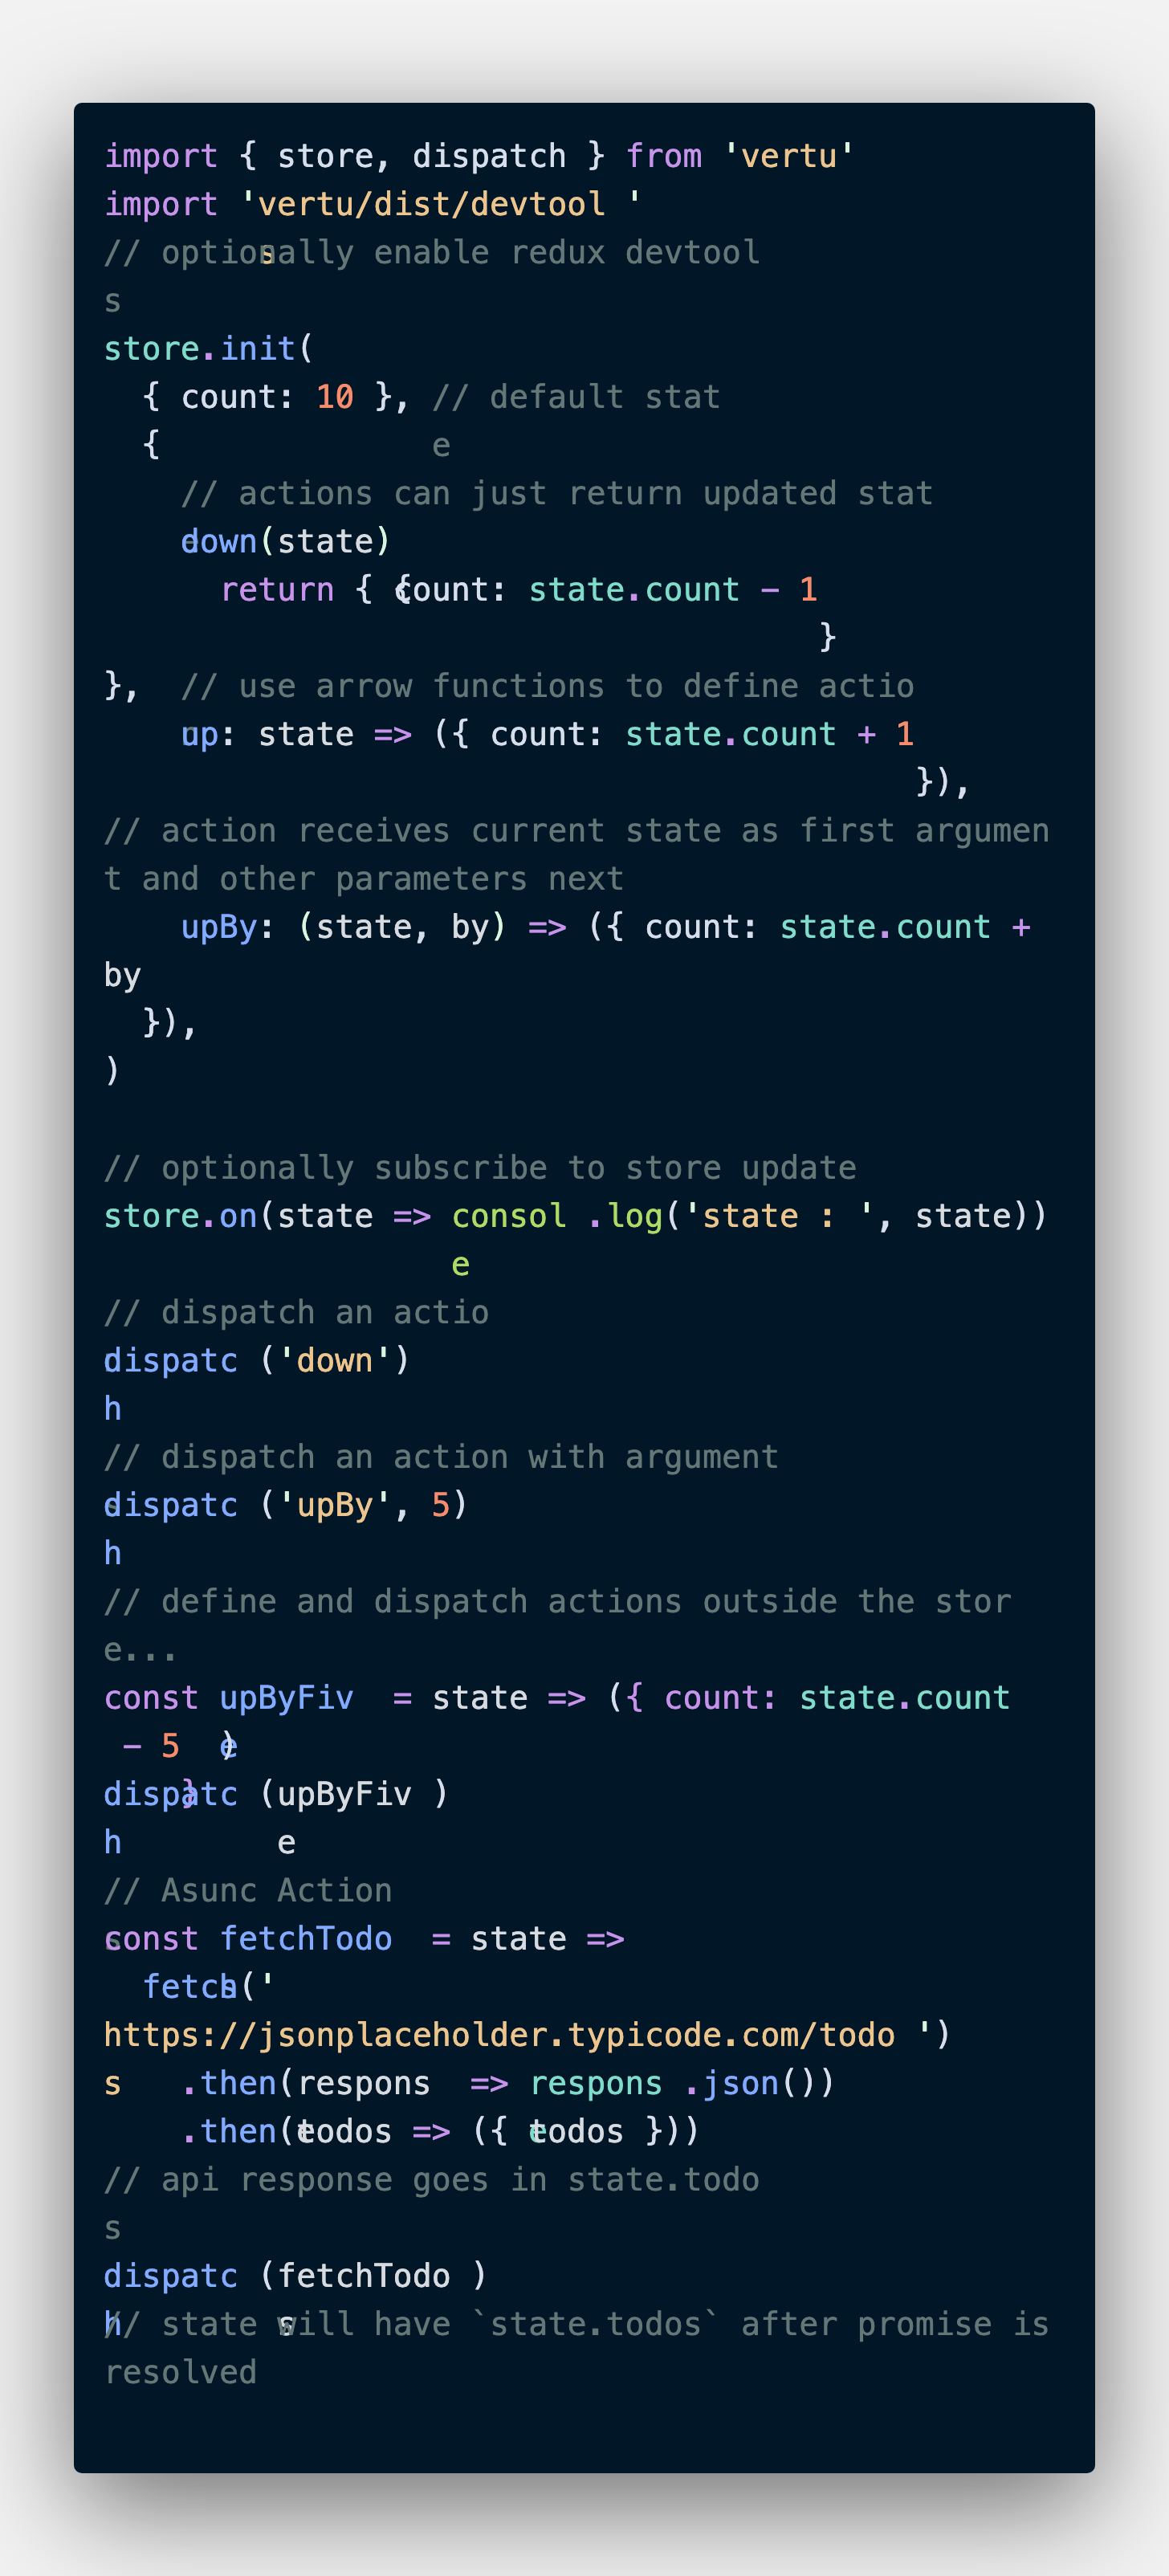 import { store, dispatch } from 'vertu'
import 'vertu/dist/devtool '
// optionally enable redux devtool
s
store.init(
  { count: 10 }, // default stat
  {              e
    // actions can just return updated stat
    down(state)
      return { {count: state.count - 1
                                     }
},  // use arrow functions to define actio
    up: state => ({ count: state.count + 1
                                          }),
// action receives current state as first argumen
t and other parameters next
    upBy: (state, by) => ({ count: state.count +
by
  }),
)

// optionally subscribe to store update
store.on(state => consol .log('state : ', state))
                  e
// dispatch an actio
dispatc ('down')
h
// dispatch an action with argument
dispatc ('upBy', 5)
h
// define and dispatch actions outside the stor
e...
const upByFiv  = state => ({ count: state.count
 - 5  e)
dispatc (upByFiv )
h        e
// Asunc Action
const fetchTodo  = state =>
  fetch('
https://jsonplaceholder.typicode.com/todo ')
s   .then(respons  => respons .json())
    .then(todos => ({ todos }))
// api response goes in state.todo
s
dispatc (fetchTodo )
// state will have `state.todos` after promise is
resolved